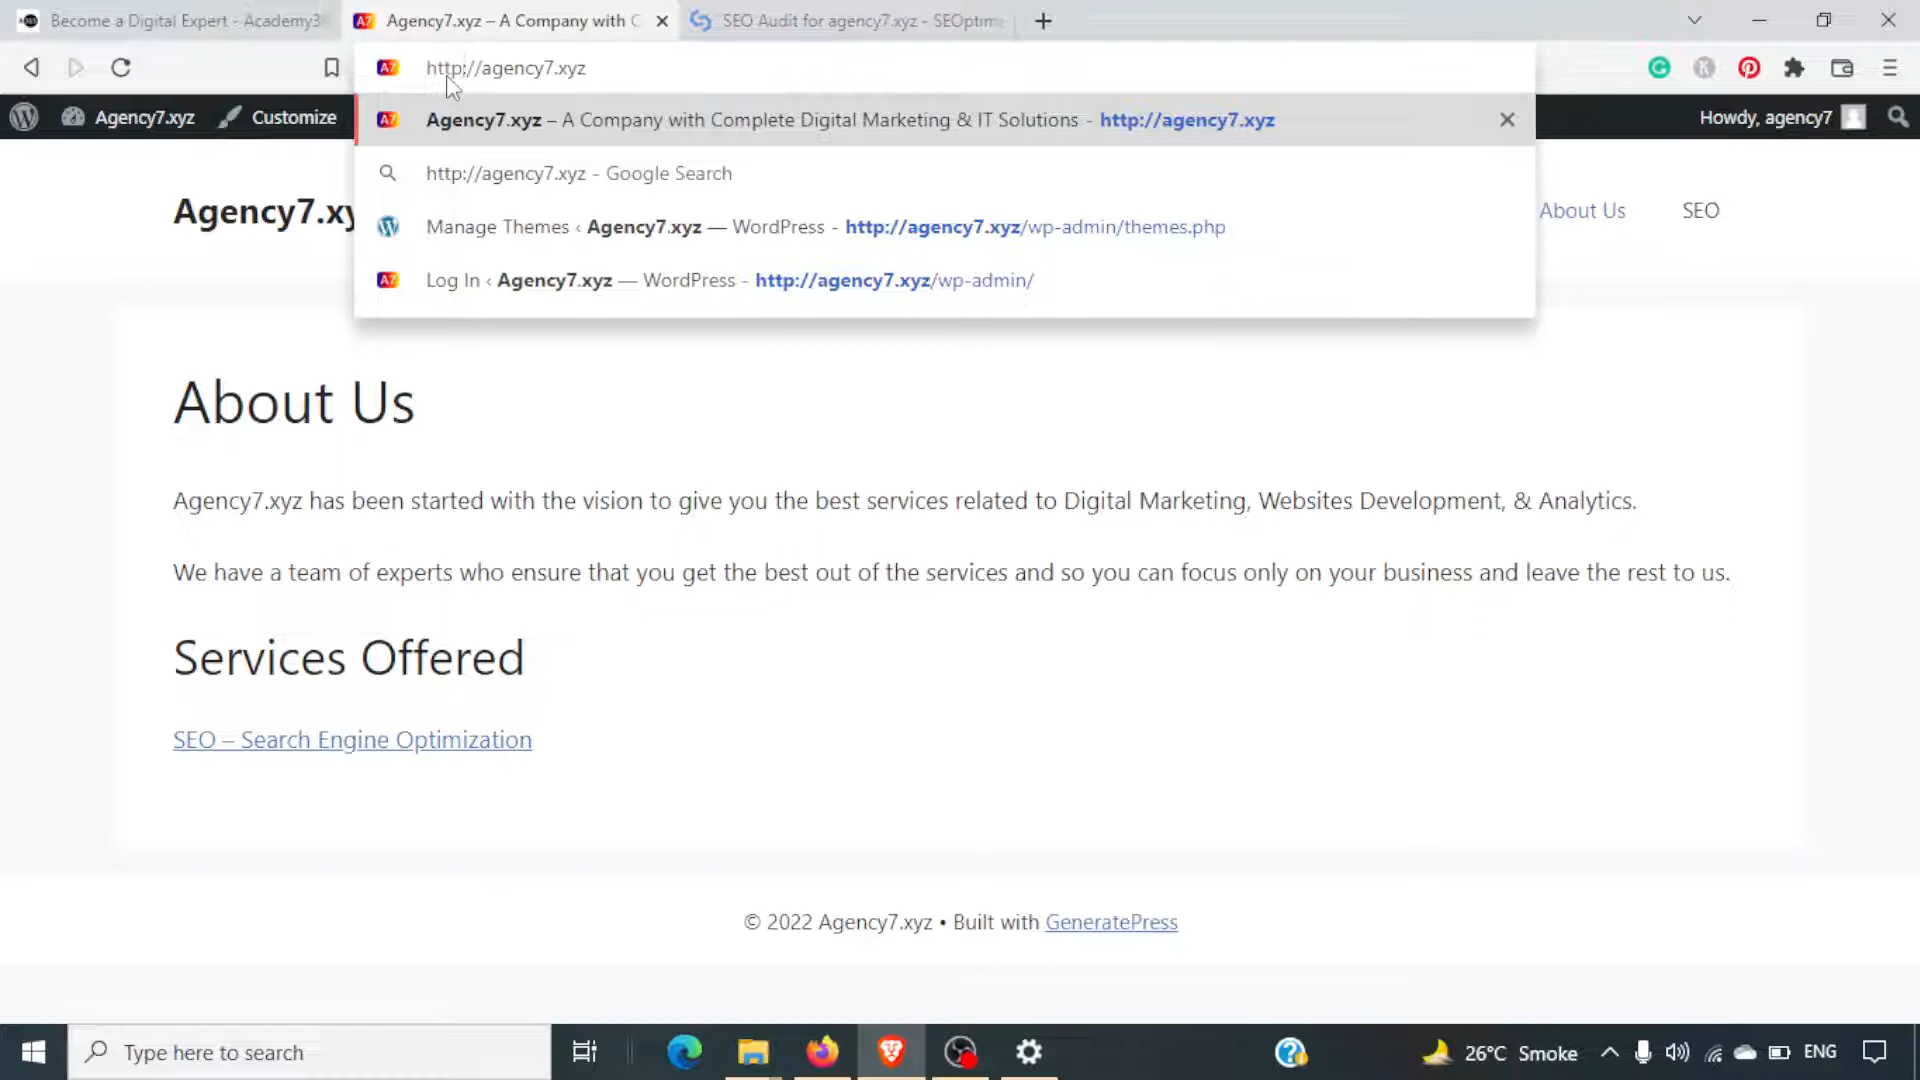 Become a Digital Expert - Academy3
Agency7.xyz – A Company with C
SEO Audit for agency7.xyz - SEOptime
http://agency7.xyz
Agency7.xyz
Customize
Agency7.xyz – A Company with Complete Digital Marketing & IT Solutions - http://agency7.xyz
Howdy, agency7
http://agency7.xyz - Google Search
Agency7.xy
Manage Themes ‹ Agency7.xyz — WordPress - http://agency7.xyz/wp-admin/themes.php
About Us
SEO
Log In ‹ Agency7.xyz — WordPress - http://agency7.xyz/wp-admin/
About Us
Agency7.xyz has been started with the vision to give you the best services related to Digital Marketing, Websites Development, & Analytics.
We have a team of experts who ensure that you get the best out of the services and so you can focus only on your business and leave the rest to us.
Services Offered
SEO – Search Engine Optimization
© 2022 Agency7.xyz • Built with GeneratePress
Type here to search
26°C Smoke
ENG